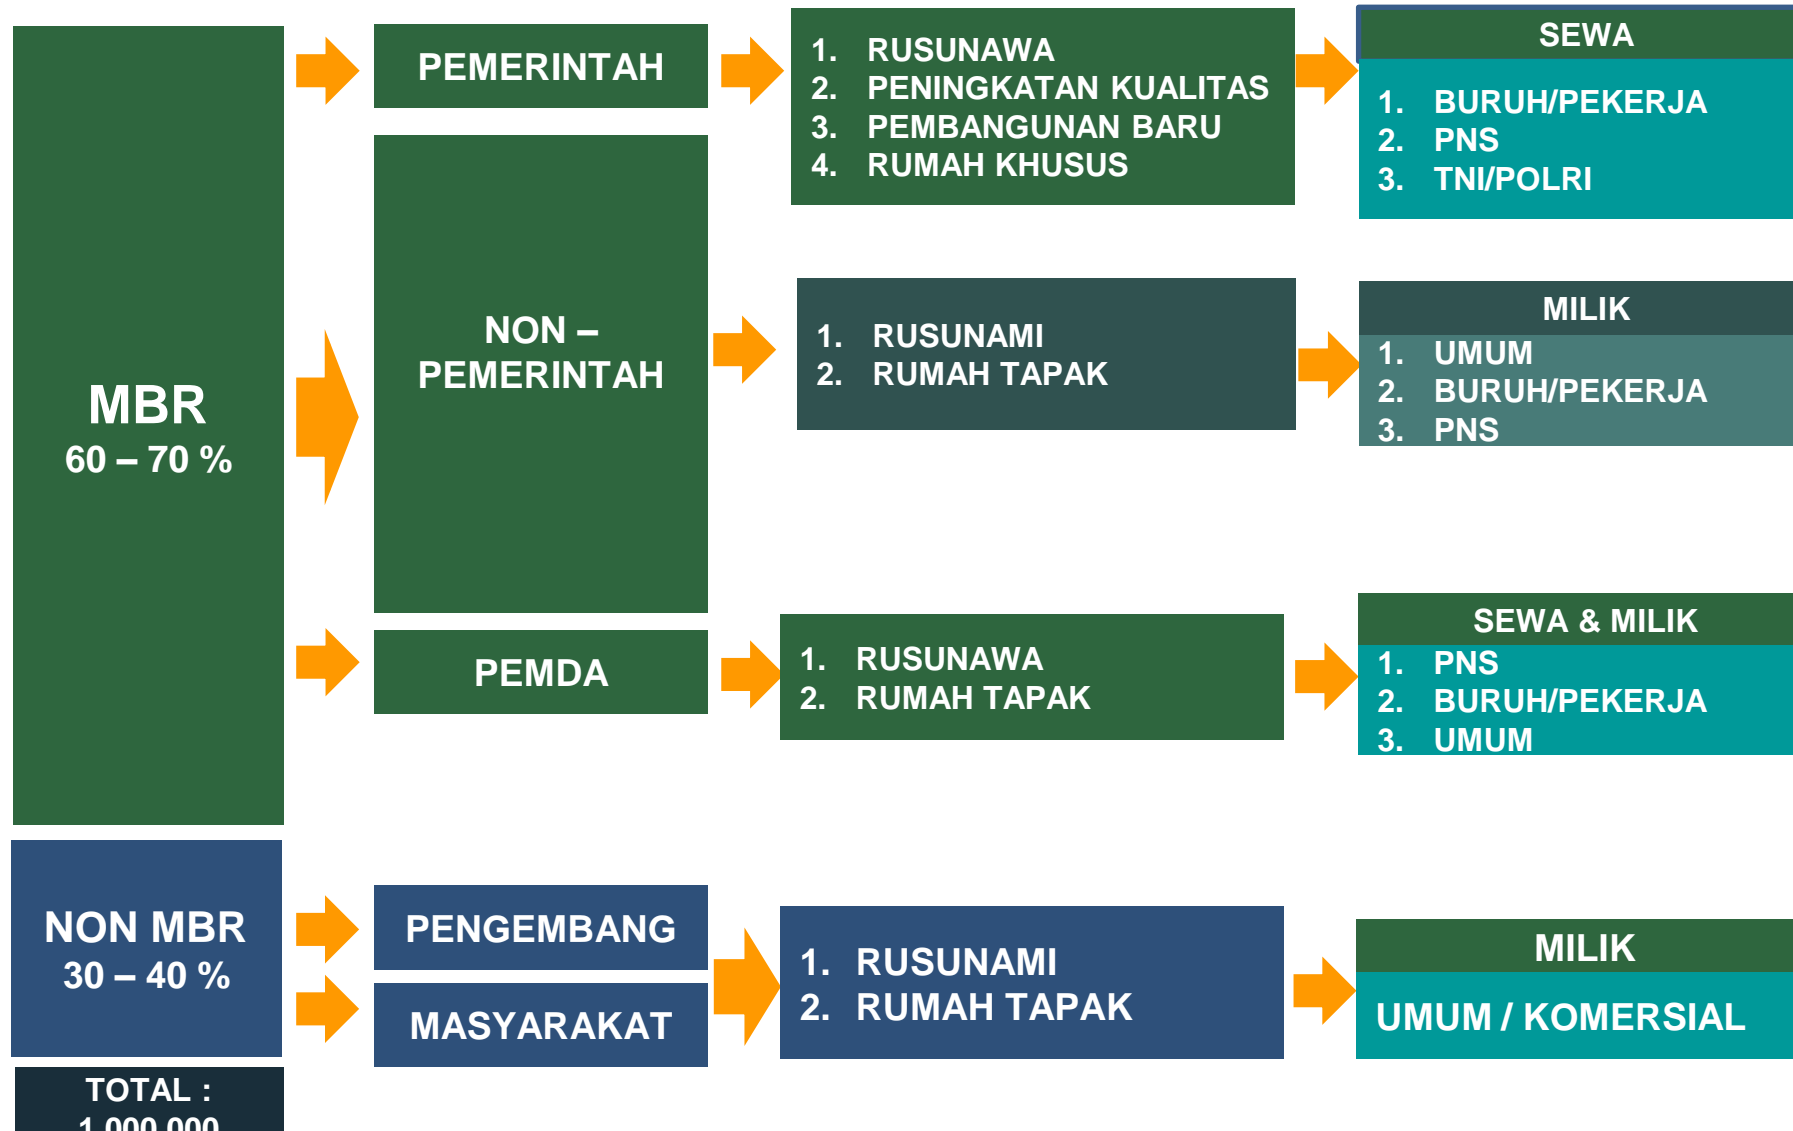 MBR
60 – 70 %
PEMERINTAH
1. RUSUNAWA
2. PENINGKATAN KUALITAS
3. PEMBANGUNAN BARU
4. RUMAH KHUSUS
SEWA
1. BURUH/PEKERJA
2. PNS
3. TNI/POLRI
NON –
PEMERINTAH
1. RUSUNAMI
2. RUMAH TAPAK
MILIK
1. UMUM
2. BURUH/PEKERJA
3. PNS
PEMDA
1. RUSUNAWA
2. RUMAH TAPAK
SEWA & MILIK
1. PNS
2. BURUH/PEKERJA
3. UMUM
NON MBR
30 – 40 %
PENGEMBANG
MASYARAKAT
1. RUSUNAMI
2. RUMAH TAPAK
MILIK
UMUM / KOMERSIAL
TOTAL :
1.000.000